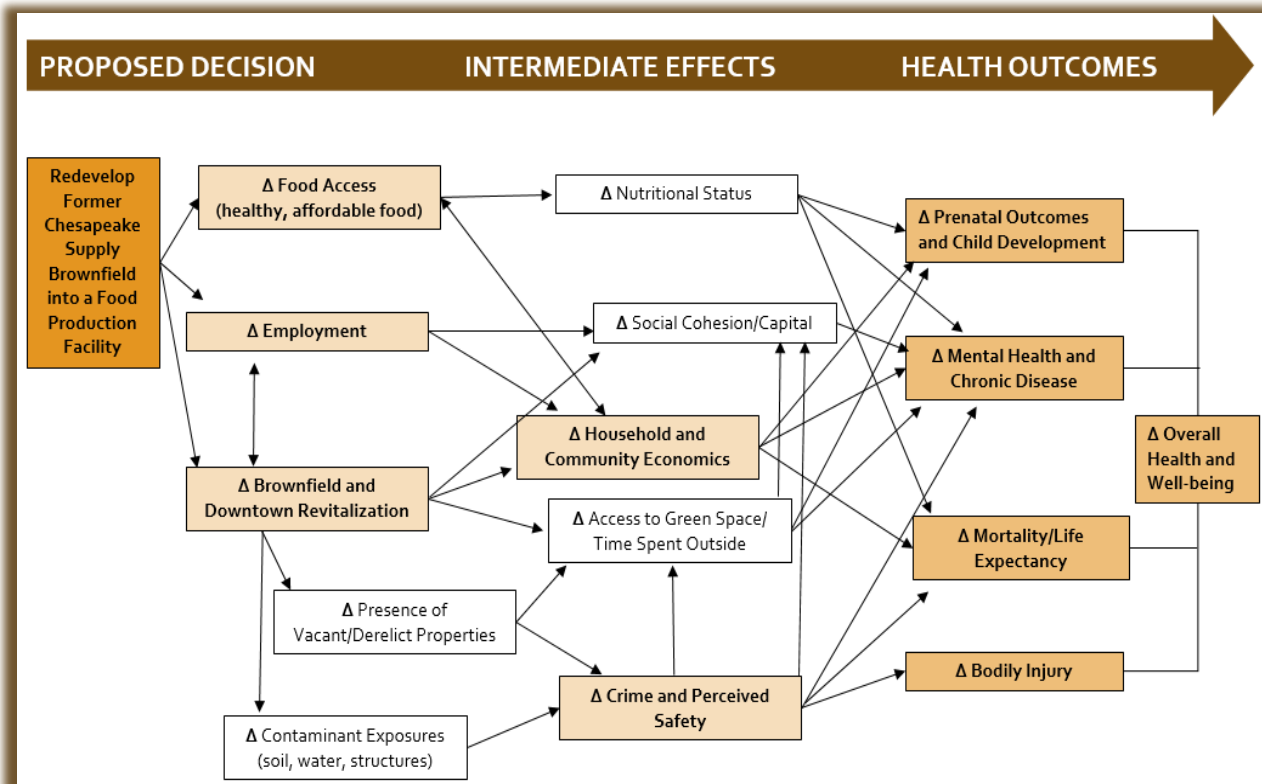 PROPOSED DECISION
INTERMEDIATE EFFECTS
HEALTH OUTCOMES
Redevelop
Former
Chesapeake
Supply
Brownfield
into a Food
Production
Facility
Δ Food Access
(healthy, affordable food)
Δ Employment
Δ Brownfield and
Downtown Revitalization
Δ Presence of
Vacant/Derelict Properties
Δ Contaminant Exposures
(soil, water, structures)
Δ Nutritional Status
Δ Social Cohesion/Capital
Δ Household and
Community Economics
Δ Access to Green Space/
Time Spent Outside
Δ Crime and Perceived
Safety
Δ Prenatal Outcomes
and Child Development
Δ Mental Health and
Chronic Disease
Δ Mortality/Life
Expectancy
Δ Bodily Injury
Δ Overall
Health and
Well-being